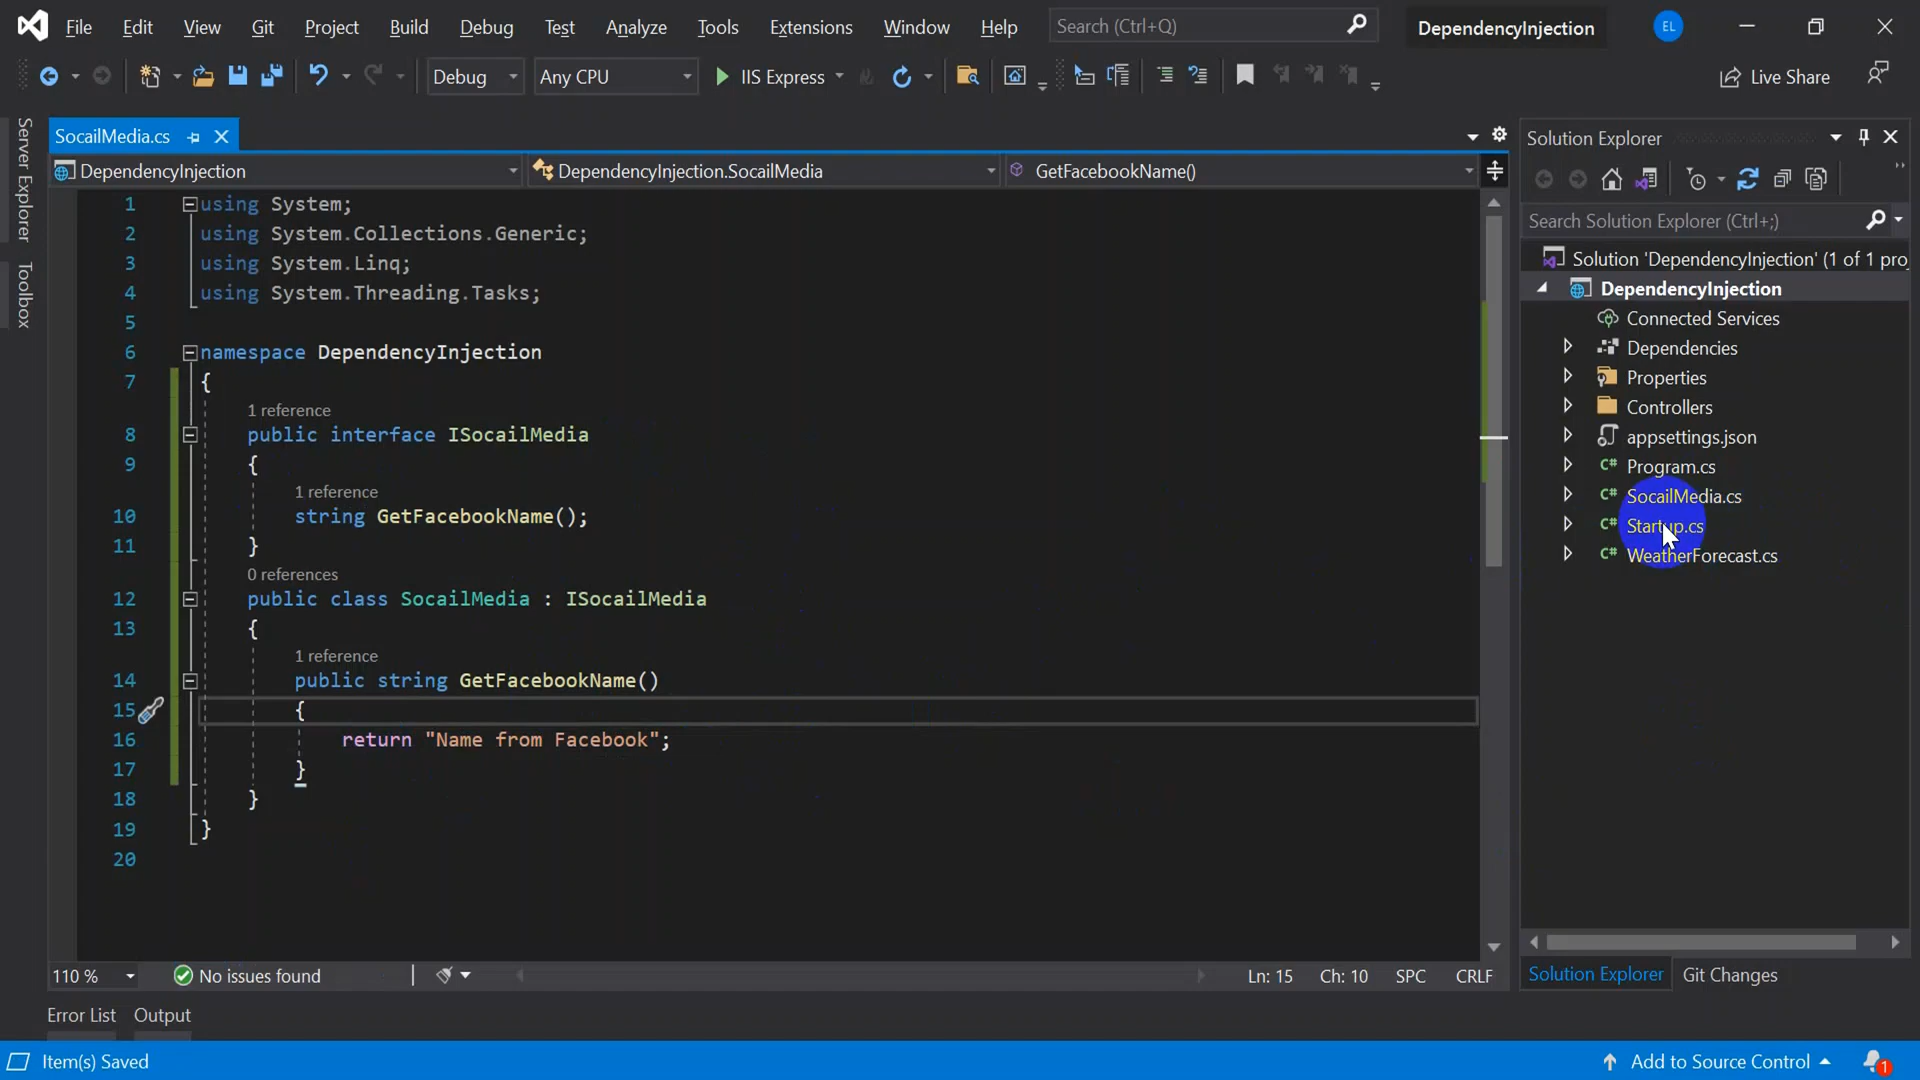 File Edit View Git Project Build Debug Test Analyze Tools Extensions Window Help Search (Ctrl+Q) DependencyInjection EL
Debug Any CPU IIS Express Live Share
Server Explorer
Toolbox
SocailMedia.cs
DependencyInjection DependencyInjection.SocailMedia GetFacebookName()
1 using System;
2 using System.Collections.Generic;
3 using System.Linq;
4 using System.Threading.Tasks;
5
6 namespace DependencyInjection
7 {
1 reference
8 public interface ISocailMedia
9 {
1 reference
10 string GetFacebookName();
11 }
0 references
12 public class SocailMedia : ISocailMedia
13 {
1 reference
14 public string GetFacebookName()
15 {
16 return "Name from Facebook";
17 }
18 }
19 }
20
110 % No issues found Ln: 15 Ch: 10 SPC CRLF
Solution Explorer
Search Solution Explorer (Ctrl+;)
Solution 'DependencyInjection' (1 of 1 pro
DependencyInjection
Connected Services
Dependencies
Properties
Controllers
appsettings.json
C# Program.cs
C# SocailMedia.cs
C# Startup.cs
C# WeatherForecast.cs
Solution Explorer Git Changes
Error List Output
Item(s) Saved Add to Source Control 1